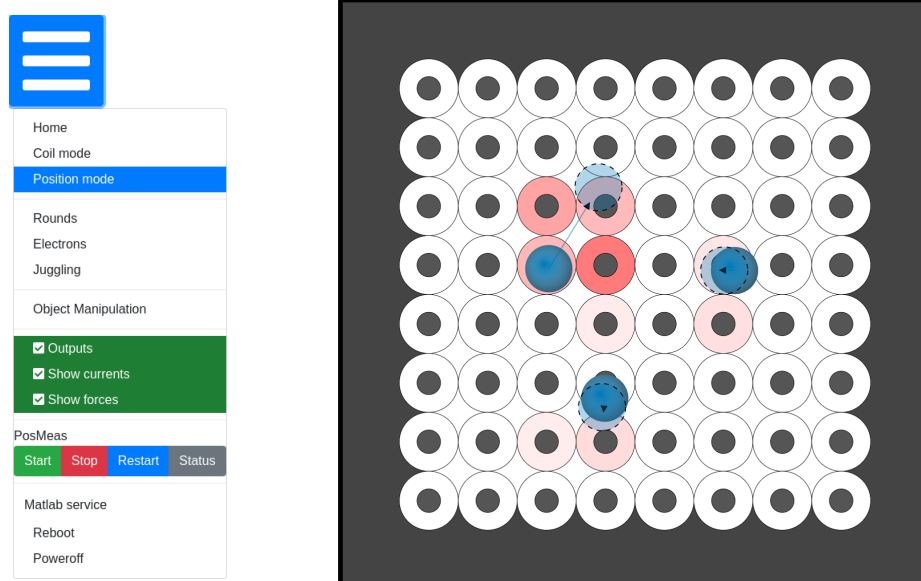 Home
Coil mode
Position mode
Rounds
Electrons
Juggling
Object Manipulation
Outputs
Show currents
Show forces
PosMeas
Start Stop Restart Status
Matlab service
Reboot
Poweroff